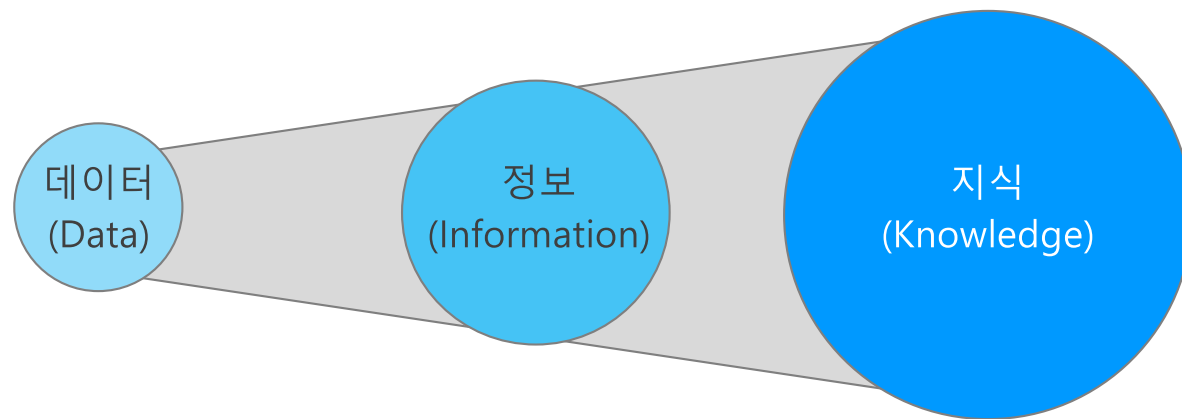 데이터
(Data)
정보
(Information)
지식
(Knowledge)